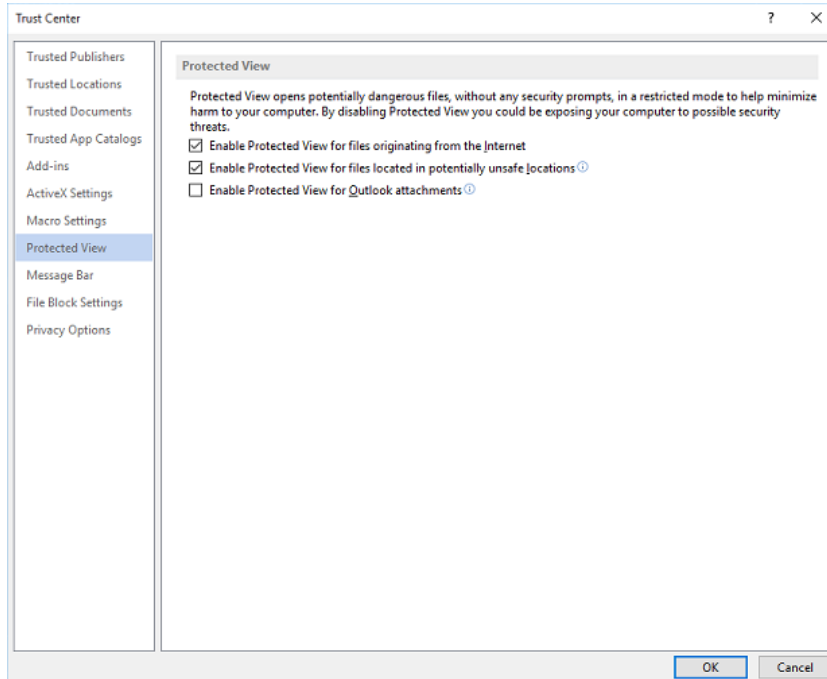 Trust Center
?
Trusted Publishers
Trusted Locations
Trusted Documents
Trusted App Catalogs
Add-ins
ActiveX Settings
Macro Settings
Protected View
Message Bar
File Block Settings
Privacy Options
Protected View
Protected View opens potentially dangerous files, without any security prompts, in a restricted mode to help minimize
harm to your computer. By disabling Protected View you could be exposing your computer to possible security
threats.
Enable Protected View for files originating from the Internet
Enable Protected View for files located in potentially unsafe locations
Enable Protected View for Outlook attachments
OK
Cancel